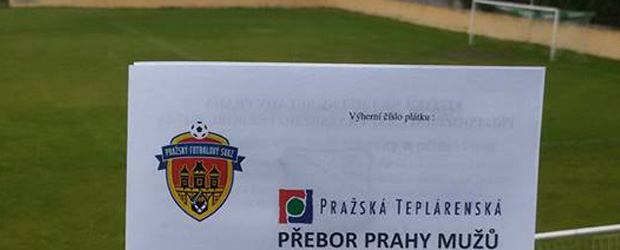 Výherní číslo plátku :
PRAŽSKÝ FOTBALOVÝ SVAZ
PRAŽSKÁ TEPLÁRENSKÁ
PŘEBOR PRAHY MUŽŮ